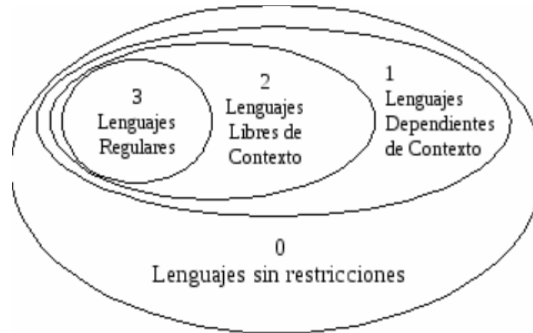 3
Lenguajes
Regulares
2
Lenguajes
Libres de
Contexto
1
Lenguajes
Dependientes
de Contexto
0
Lenguajes sin restricciones